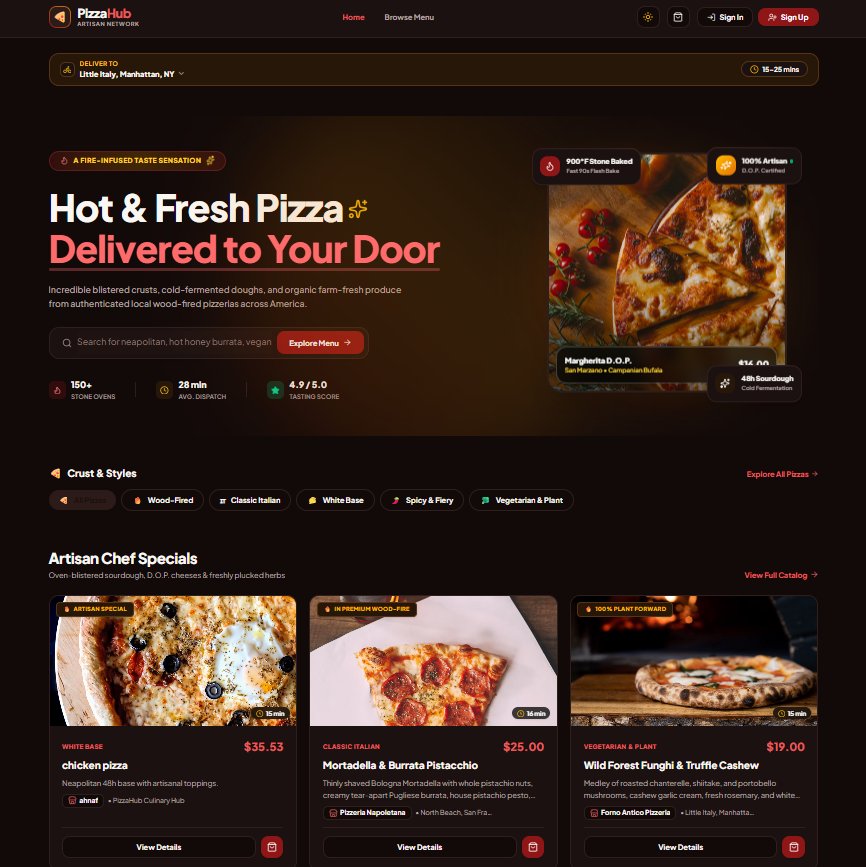 PizzaHub
ARTISAN NETWORK
Home
Browse Menu
Sign In
Sign Up
DELIVER TO
Little Italy, Manhattan, NY
15–25 mins
A FIRE-INFUSED TASTE SENSATION
Hot & Fresh Pizza
Delivered to Your Door
Incredible blistered crusts, cold-fermented doughs, and organic farm-fresh produce
from authenticated local wood-fired pizzerias across America.
Search for neapolitan, hot honey burrata, vegan
Explore Menu →
150+
STONE OVENS
28 min
AVG. DISPATCH
4.9 / 5.0
TASTING SCORE
900°F Stone Baked
Fast 90s Flash Bake
100% Artisan
D.O.P. Certified
Margherita D.O.P.
$16.00
San Marzano • Campanian Bufala
48h Sourdough
Cold Fermentation
Crust & Styles
Explore All Pizzas →
All Pizzas
Wood-Fired
Classic Italian
White Base
Spicy & Fiery
Vegetarian & Plant
Artisan Chef Specials
Oven-blistered sourdough, D.O.P. cheeses & freshly plucked herbs
View Full Catalog →
ARTISAN SPECIAL
15 min
WHITE BASE
$35.53
chicken pizza
Neapolitan 48h base with artisanal toppings.
ahnaf
• PizzaHub Culinary Hub
View Details
IN PREMIUM WOOD-FIRE
16 min
CLASSIC ITALIAN
$25.00
Mortadella & Burrata Pistacchio
Thinly shaved Bologna Mortadella with whole pistachio nuts,
creamy tear-apart Pugliese burrata, house pistachio pesto,...
Pizzeria Napoletana
• North Beach, San Fra...
View Details
100% PLANT FORWARD
15 min
VEGETARIAN & PLANT
$19.00
Wild Forest Funghi & Truffle Cashew
Medley of roasted chanterelle, shiitake, and portobello
mushrooms, cashew garlic cream, fresh rosemary, and white...
Forno Antico Pizzeria
• Little Italy, Manhatta...
View Details